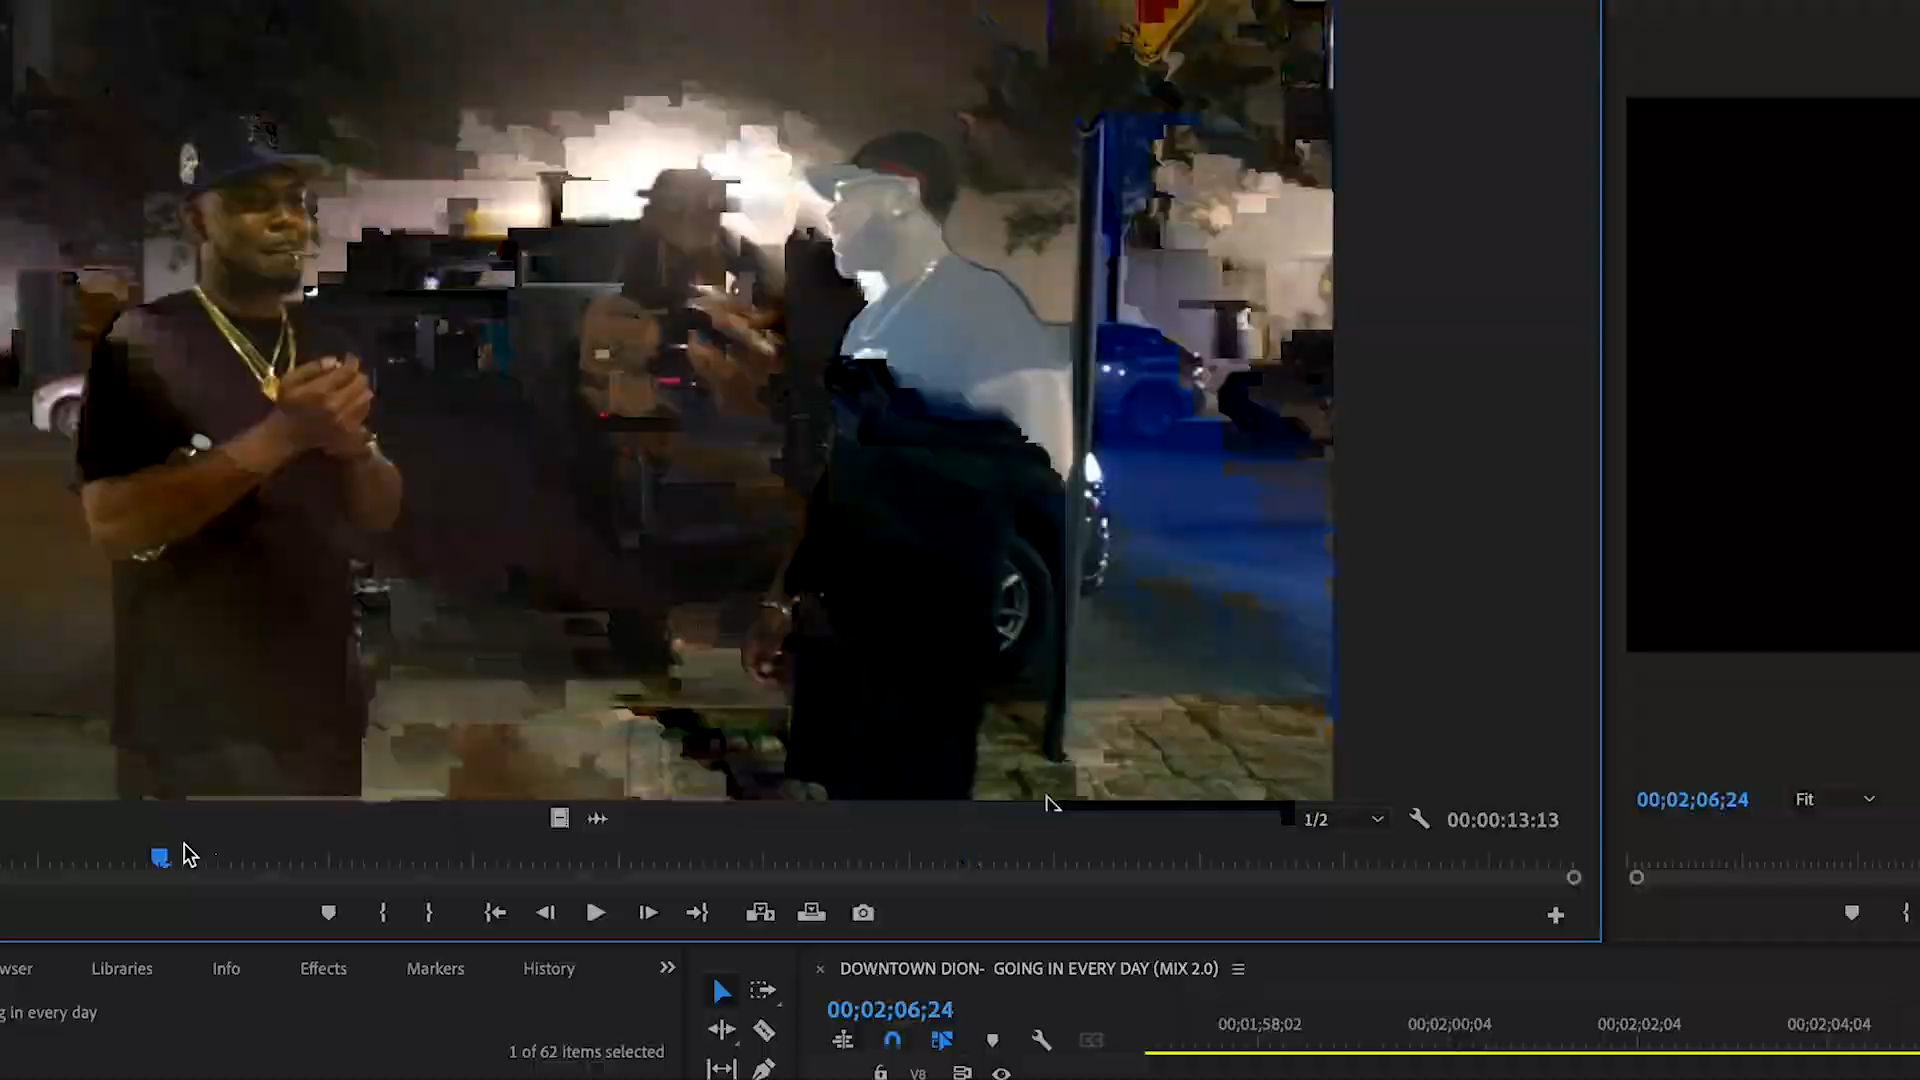 1/2
00:00:13:13
00;02;06;24
Fit
wser
Libraries
Info
Effects
Markers
History
DOWNTOWN DION- GOING IN EVERY DAY (MIX 2.0)
g in every day
00;02;06;24
00;01;58;02
00;02;00;04
00;02;02;04
00;02;04;04
1 of 62 items selected
V8